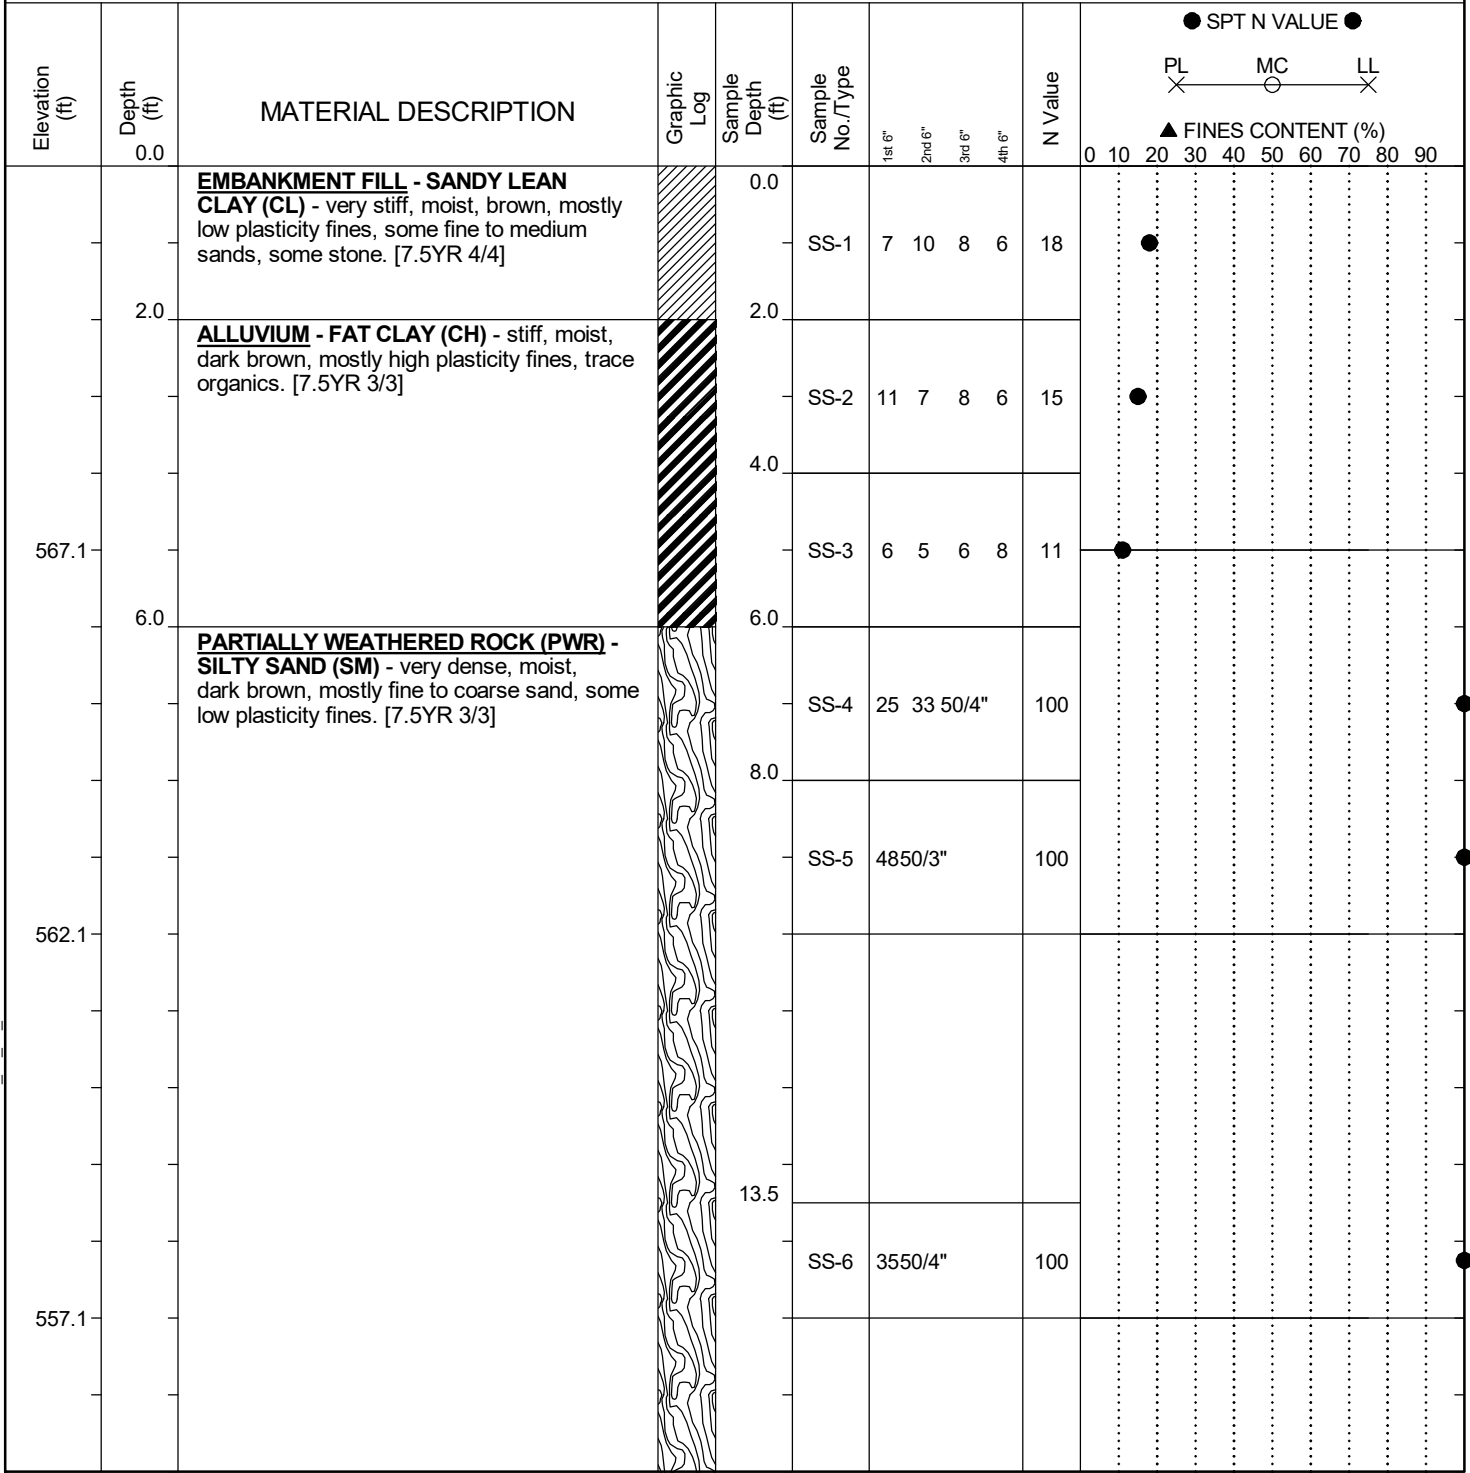 ● SPT N VALUE ●
PL MC LL
▲ FINES CONTENT (%)
Elevation (ft)
Depth (ft)
MATERIAL DESCRIPTION
Graphic Log
Sample Depth (ft)
Sample No./Type
1st 6"
2nd 6"
3rd 6"
4th 6"
N Value
0.0
0 10 20 30 40 50 60 70 80 90
EMBANKMENT FILL - SANDY LEAN
CLAY (CL) - very stiff, moist, brown, mostly
low plasticity fines, some fine to medium
sands, some stone. [7.5YR 4/4]
0.0
SS-1 7 10 8 6 18
2.0
2.0
ALLUVIUM - FAT CLAY (CH) - stiff, moist,
dark brown, mostly high plasticity fines, trace
organics. [7.5YR 3/3]
SS-2 11 7 8 6 15
4.0
567.1
SS-3 6 5 6 8 11
6.0
6.0
PARTIALLY WEATHERED ROCK (PWR) -
SILTY SAND (SM) - very dense, moist,
dark brown, mostly fine to coarse sand, some
low plasticity fines. [7.5YR 3/3]
SS-4 25 33 50/4" 100
8.0
SS-5 4850/3" 100
562.1
13.5
SS-6 3550/4" 100
557.1